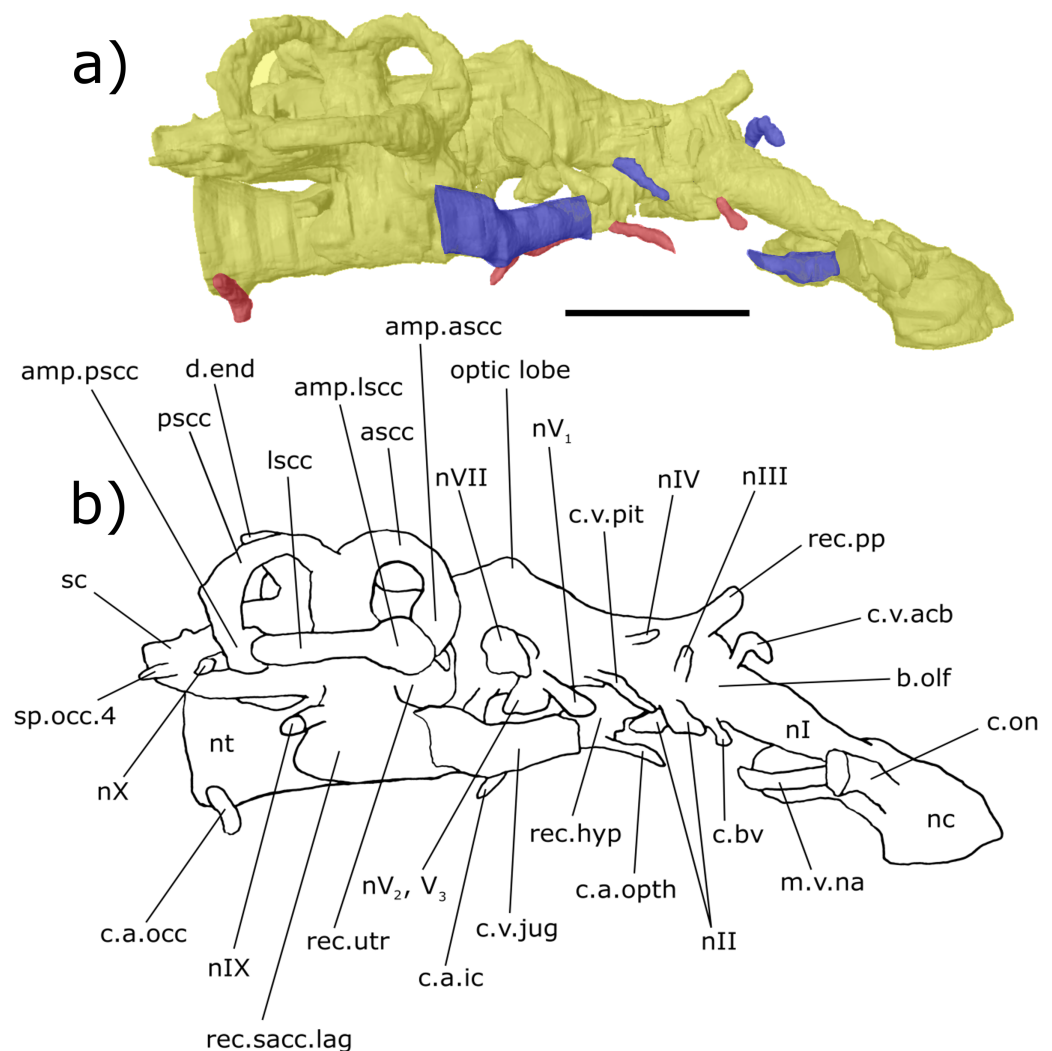 a)
amp.ascc
d.end
optic lobe
amp.pscc
amp.lscc
pscc
ascc
nV₁
lscc
nVII
nIV
nIII
b)
c.v.pit
rec.pp
sc
c.v.acb
b.olf
sp.occ.4
nt
nI
c.on
nX
nc
rec.hyp
c.bv
m.v.na
nV₂, V₃
c.a.opth
c.a.occ
rec.utr
c.v.jug
nII
nIX
c.a.ic
rec.sacc.lag